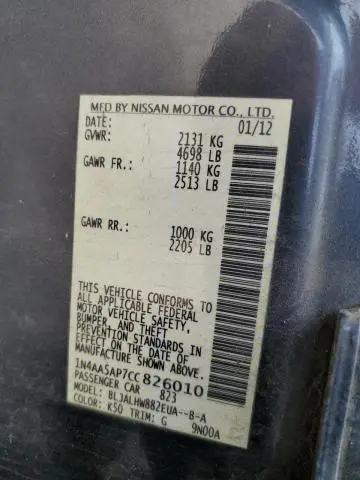 MFD BY NISSAN MOTOR CO., LTD.
DATE: 01/12
GVWR: 2131 KG
4698 LB
GAWR FR.: 1140 KG
2513 LB
GAWR RR.: 1000 KG
2205 LB
THIS VEHICLE CONFORMS TO
ALL APPLICABLE FEDERAL
MOTOR VEHICLE SAFETY,
BUMPER, AND THEFT
PREVENTION STANDARDS
IN EFFECT ON THE
DATE OF
MANUFACTURE
1N4AA5AP7CC826010
PASSENGER CAR 823
MODEL: BLJALHW882EUA--B-A
COLOR: K50 TRIM: G 9N00A